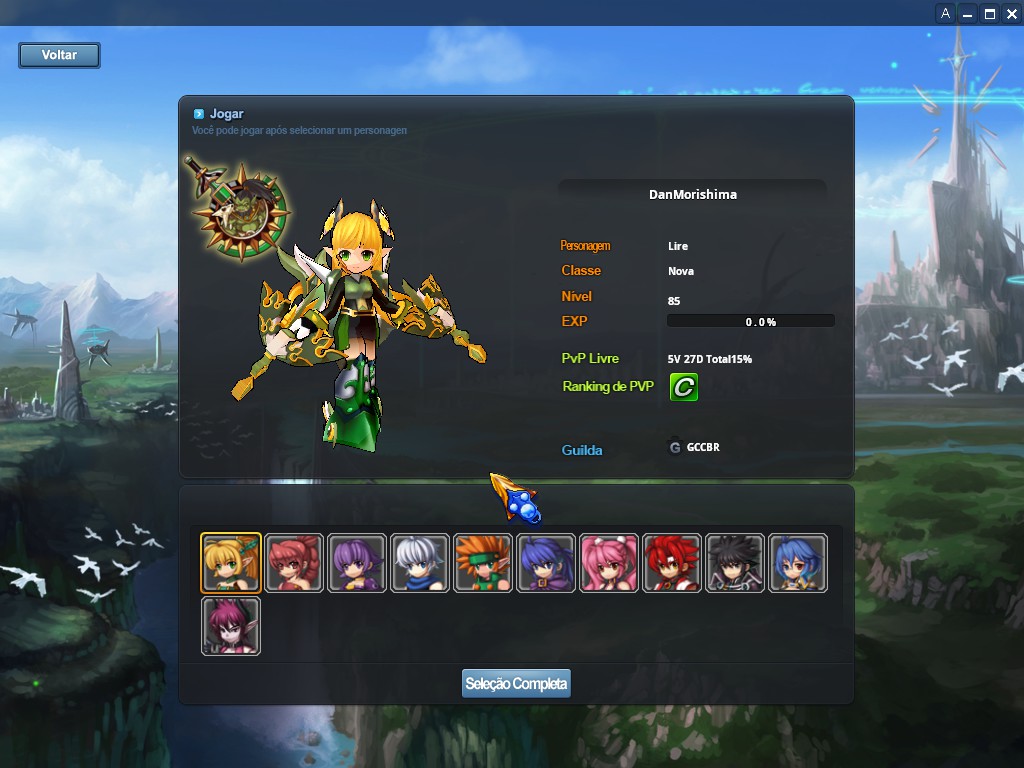 A
Voltar
Jogar
Você pode jogar após selecionar um personagem
DanMorishima
Personagem Lire
Classe Nova
Nível 85
EXP 0.0%
PvP Livre 5V 27D Total15%
Ranking de PVP C
Guilda G GCCBR
Seleção Completa